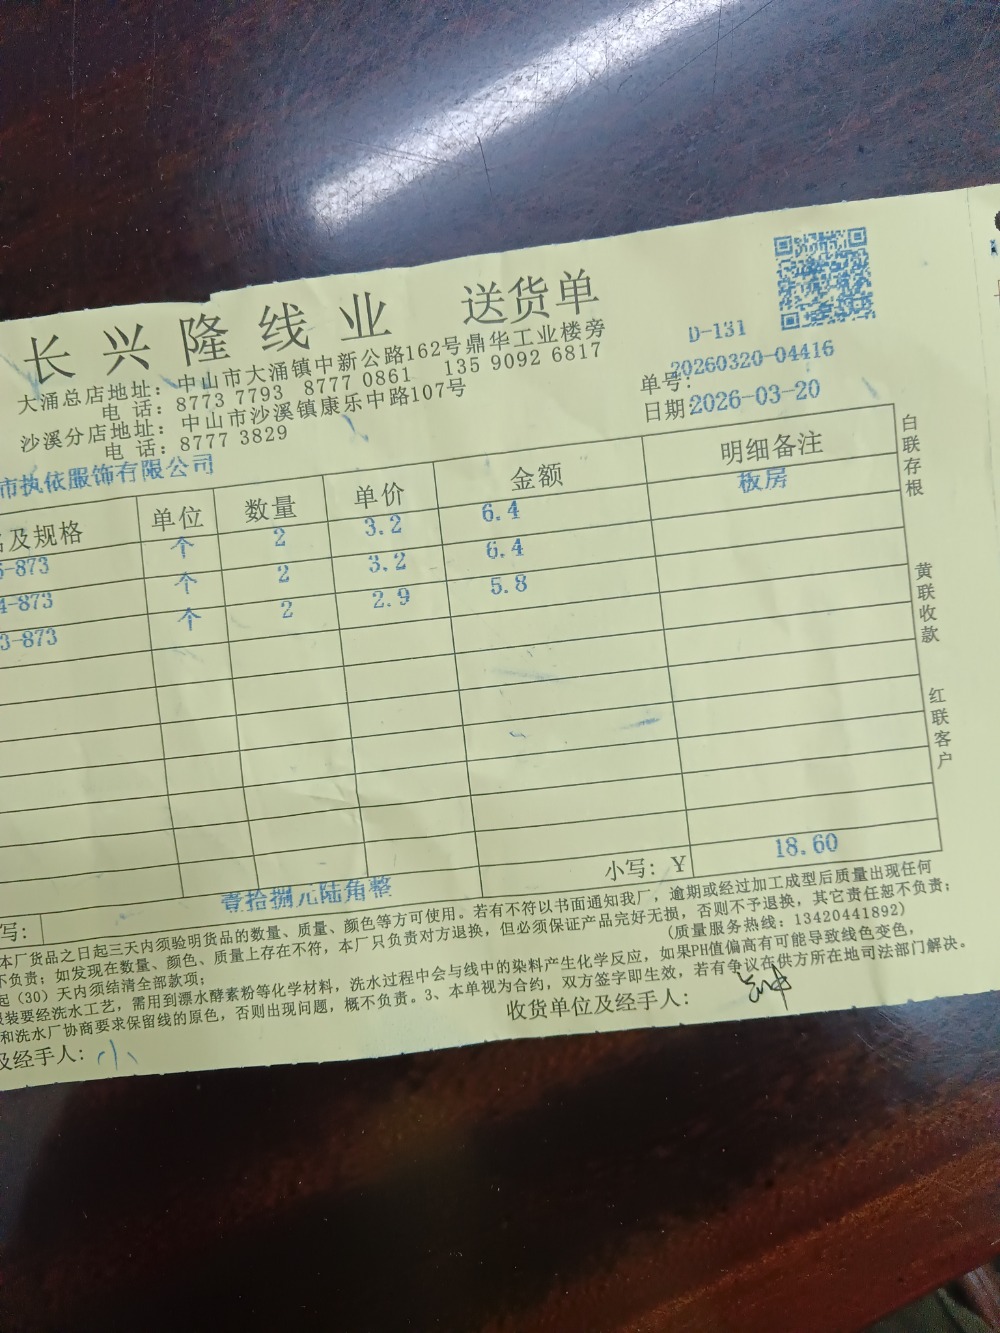 长兴隆线业 送货单
D-131
大涌总店地址：中山市大涌镇中新公路162号鼎华工业楼旁
电 话：8773 7793 8777 0861 135 9092 6817
单号：20260320-04416
沙溪分店地址：中山市沙溪镇康乐中路107号
电 话：8777 3829
日期：2026-03-20
市执依服饰有限公司
及规格 单位 数量 单价 金额 明细备注
-873 个 2 3.2 6.4 板房
4-873 个 2 3.2 6.4
3-873 个 2 2.9 5.8
写： 壹拾捌元陆角整 小写：￥ 18.60
本厂货品之日起三天内须验明货品的数量、质量、颜色等方可使用。若有不符以书面通知我厂，逾期或经过加工成型后质量出现任何
不负责；如发现在数量、颜色、质量上存在不符，本厂只负责对方退换，但必须保证产品完好无损，否则不予退换，其它责任恕不负责；
起（30）天内须结清全部款项； （质量服务热线：13420441892）
服装要经洗水工艺，需用到漂水酵素粉等化学材料，洗水过程中会与线中的染料产生化学反应，如果PH值偏高有可能导致线色变色，
和洗水厂协商要求保留线的原色，否则出现问题，概不负责。3、本单视为合约，双方签字即生效，若有争议在供方所在地司法部门解决。
及经手人：小 收货单位及经手人：
白联存根
黄联收款
红联客户